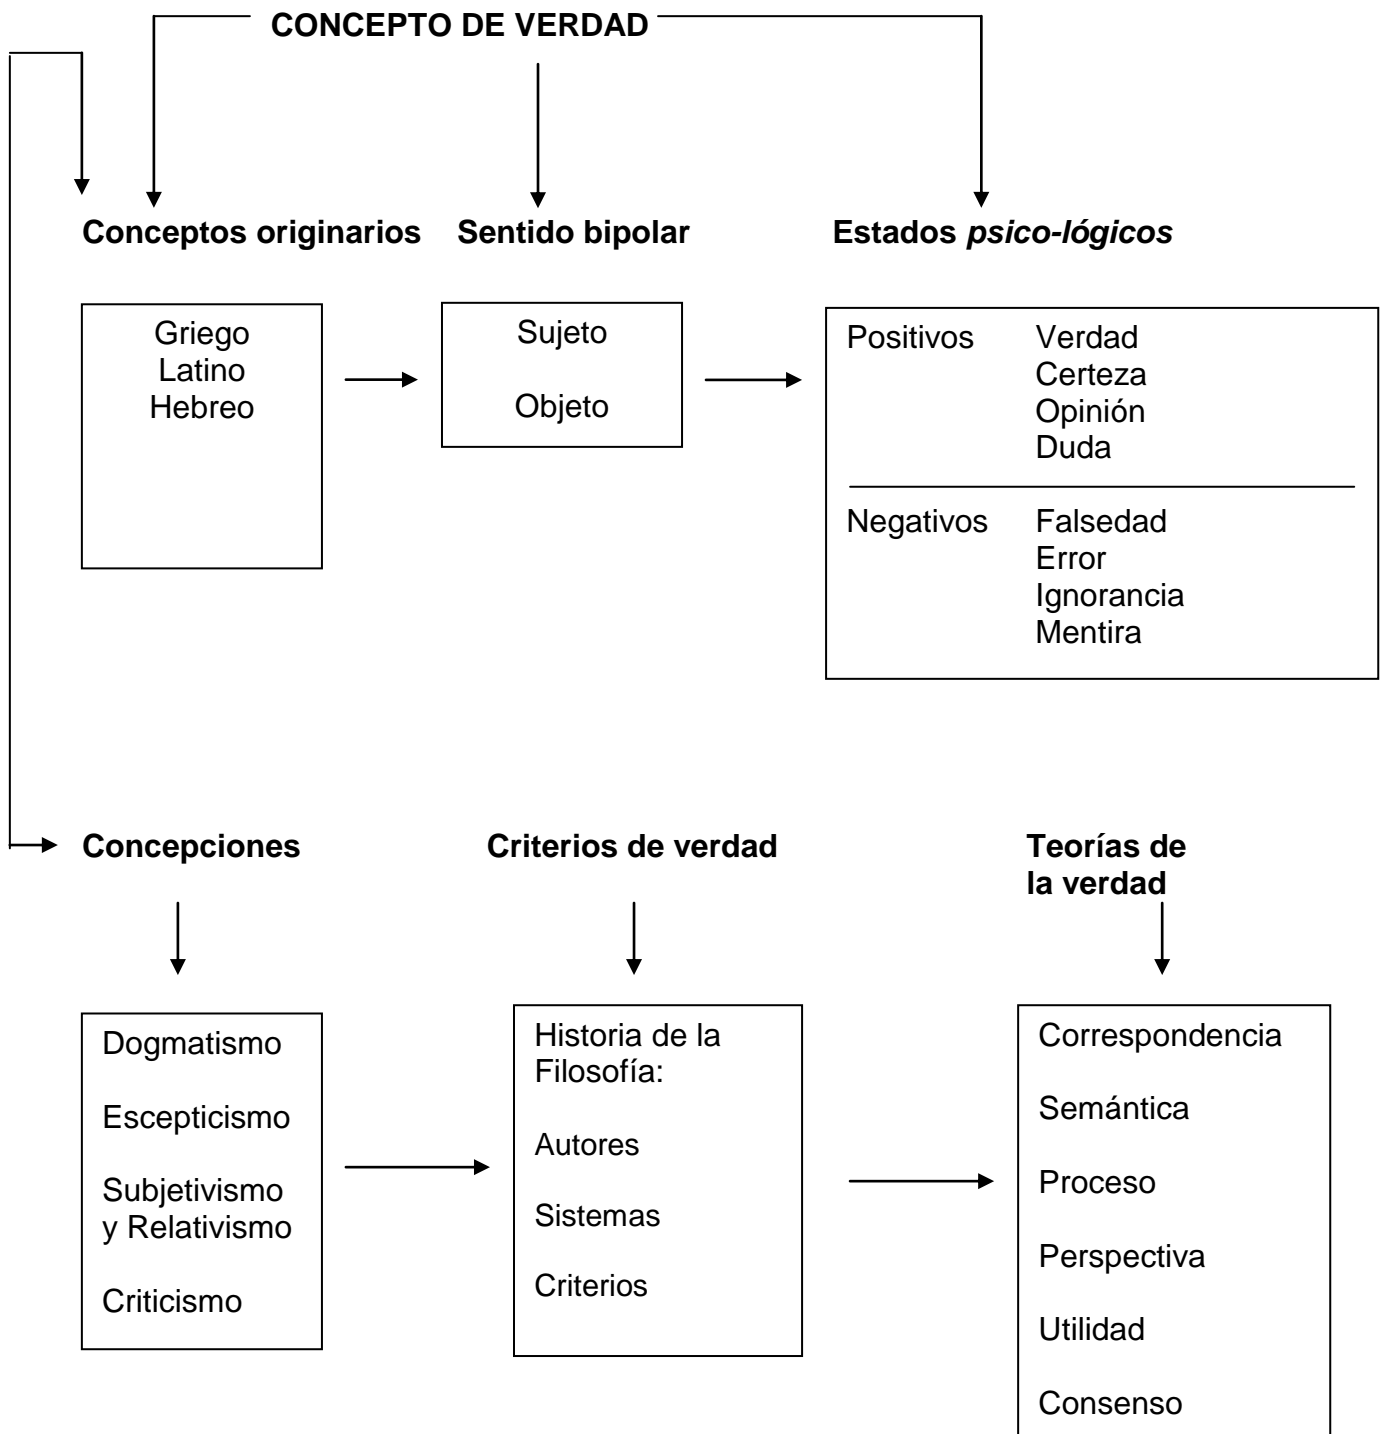 CONCEPTO DE VERDAD
Conceptos originarios
Sentido bipolar
Estados psico-lógicos
Griego
Latino
Hebreo
Sujeto
Objeto
Positivos Verdad
Certeza
Opinión
Duda
Negativos Falsedad
Error
Ignorancia
Mentira
Concepciones
Criterios de verdad
Teorías de
la verdad
Dogmatismo
Escepticismo
Subjetivismo
y Relativismo
Criticismo
Historia de la
Filosofía:
Autores
Sistemas
Criterios
Correspondencia
Semántica
Proceso
Perspectiva
Utilidad
Consenso